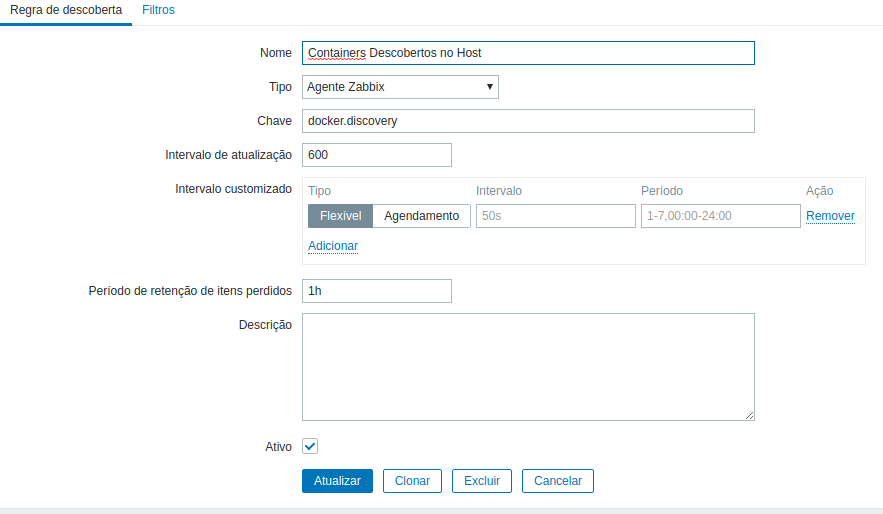 Regra de descoberta Filtros
Nome Containers Descobertos no Host
Tipo Agente Zabbix
Chave docker.discovery
Intervalo de atualização 600
Intervalo customizado Tipo Intervalo Período Ação
Flexível Agendamento 50s 1-7,00:00-24:00 Remover
Adicionar
Período de retenção de itens perdidos 1h
Descrição
Ativo
Atualizar Clonar Excluir Cancelar